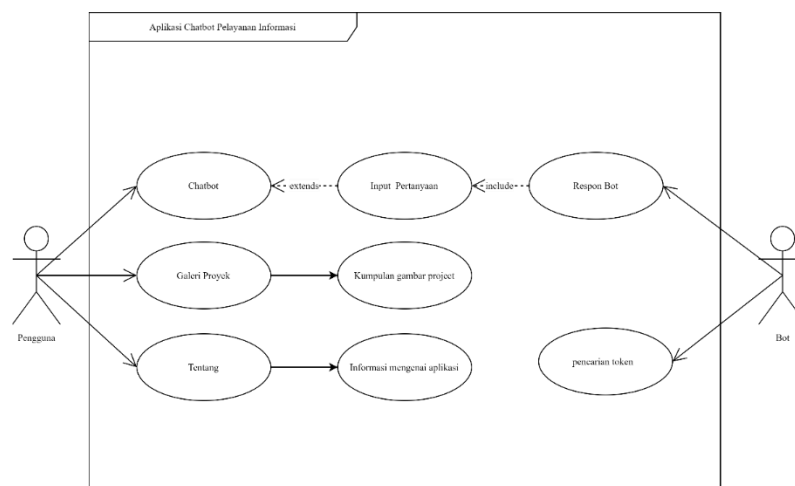 Aplikasi Chatbot Pelayanan Informasi
Chatbot
extends
Input Pertanyaan
include
Respon Bot
Galeri Proyek
Kumpulan gambar project
Pengguna
Tentang
Informasi mengenai aplikasi
pencarian token
Bot